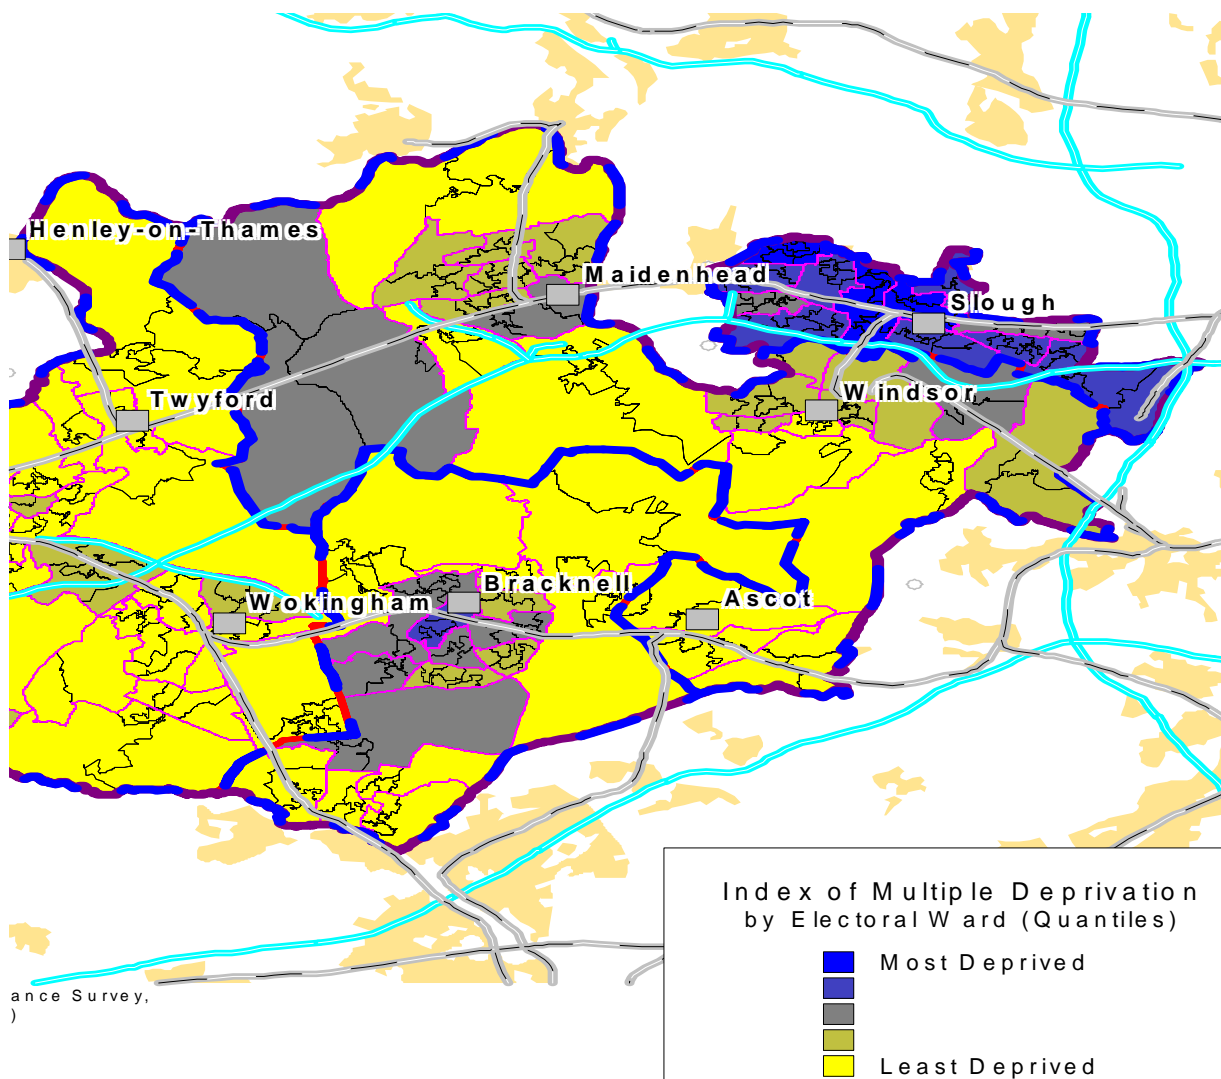 Henley-on-Thames
Maidenhead
Slough
Twyford
Windsor
Bracknell
Wokingham
Ascot
Index of Multiple Deprivation
by Electoral Ward (Quantiles)
Most Deprived
Least Deprived
ance Survey,
)